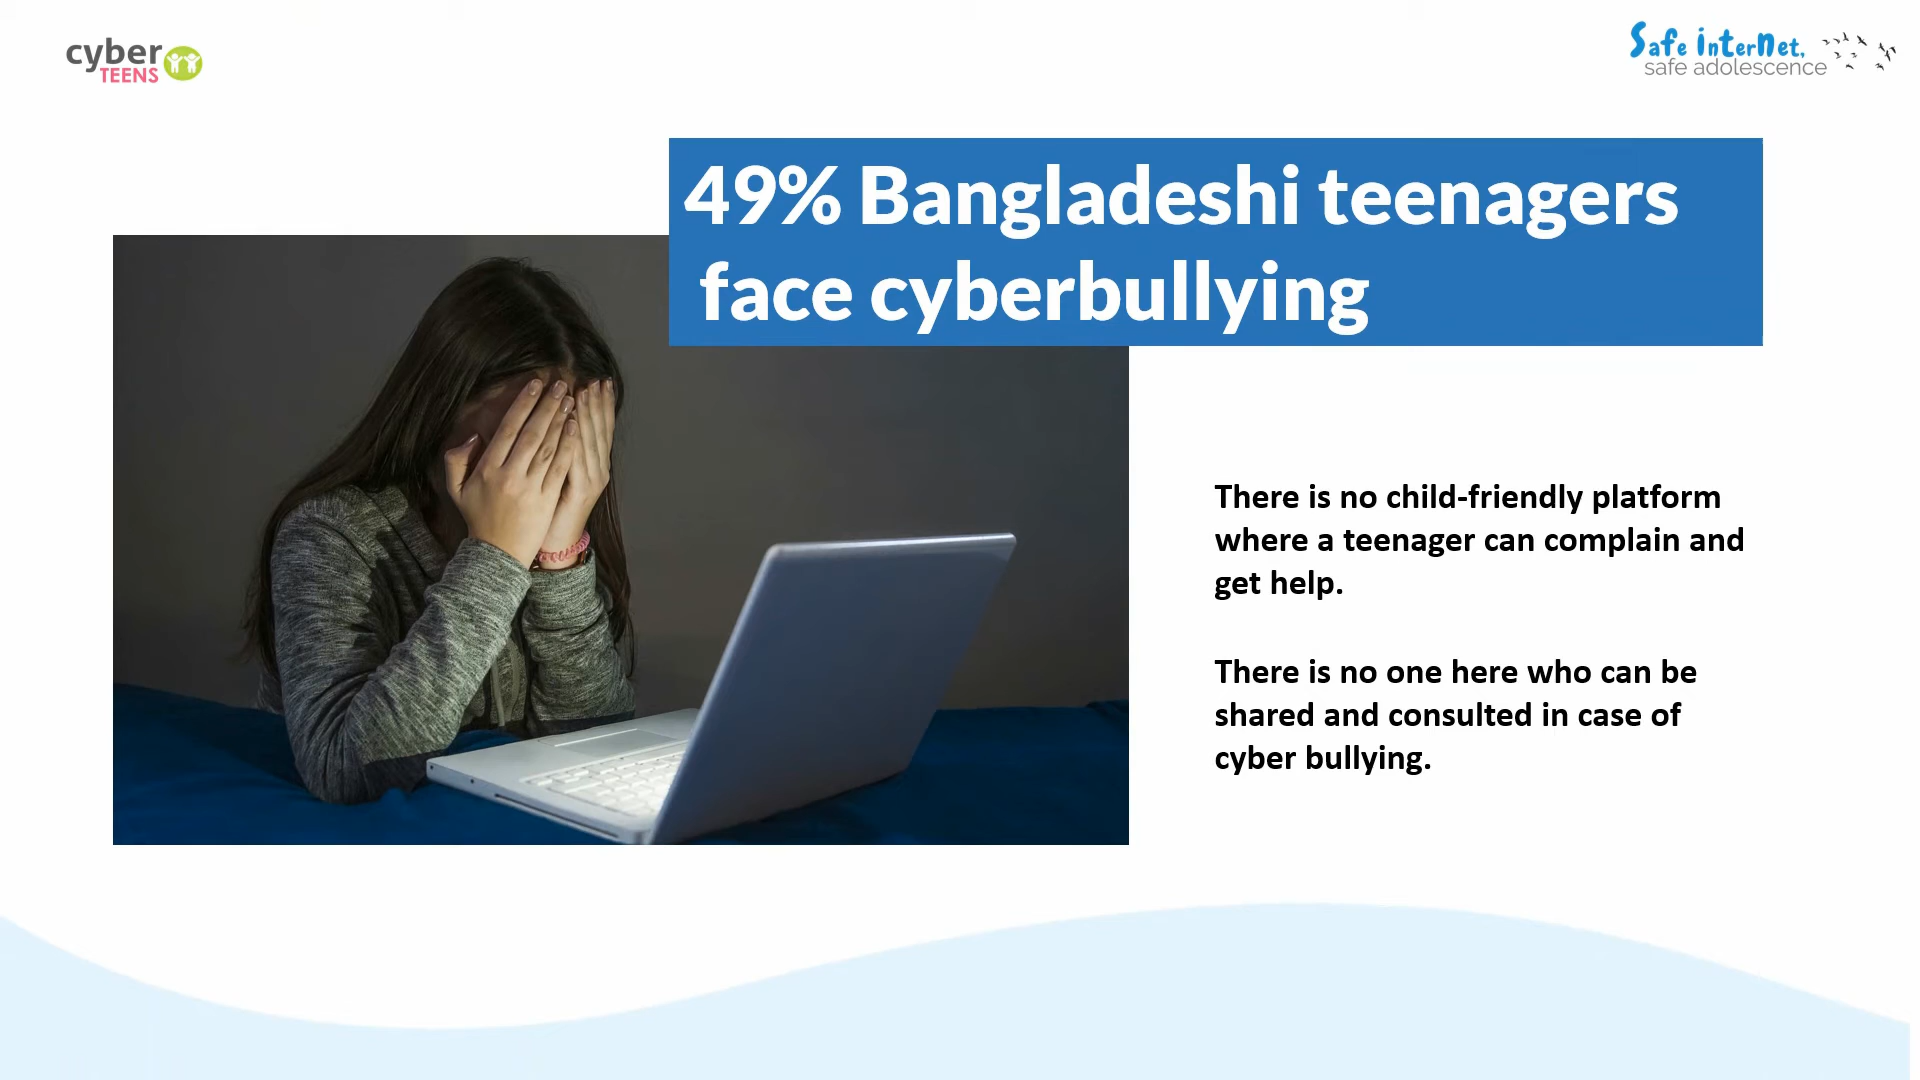 cyber
TEENS
Safe interNet,
safe adolescence
49% Bangladeshi teenagers
face cyberbullying
There is no child-friendly platform
where a teenager can complain and
get help.
There is no one here who can be
shared and consulted in case of
cyber bullying.